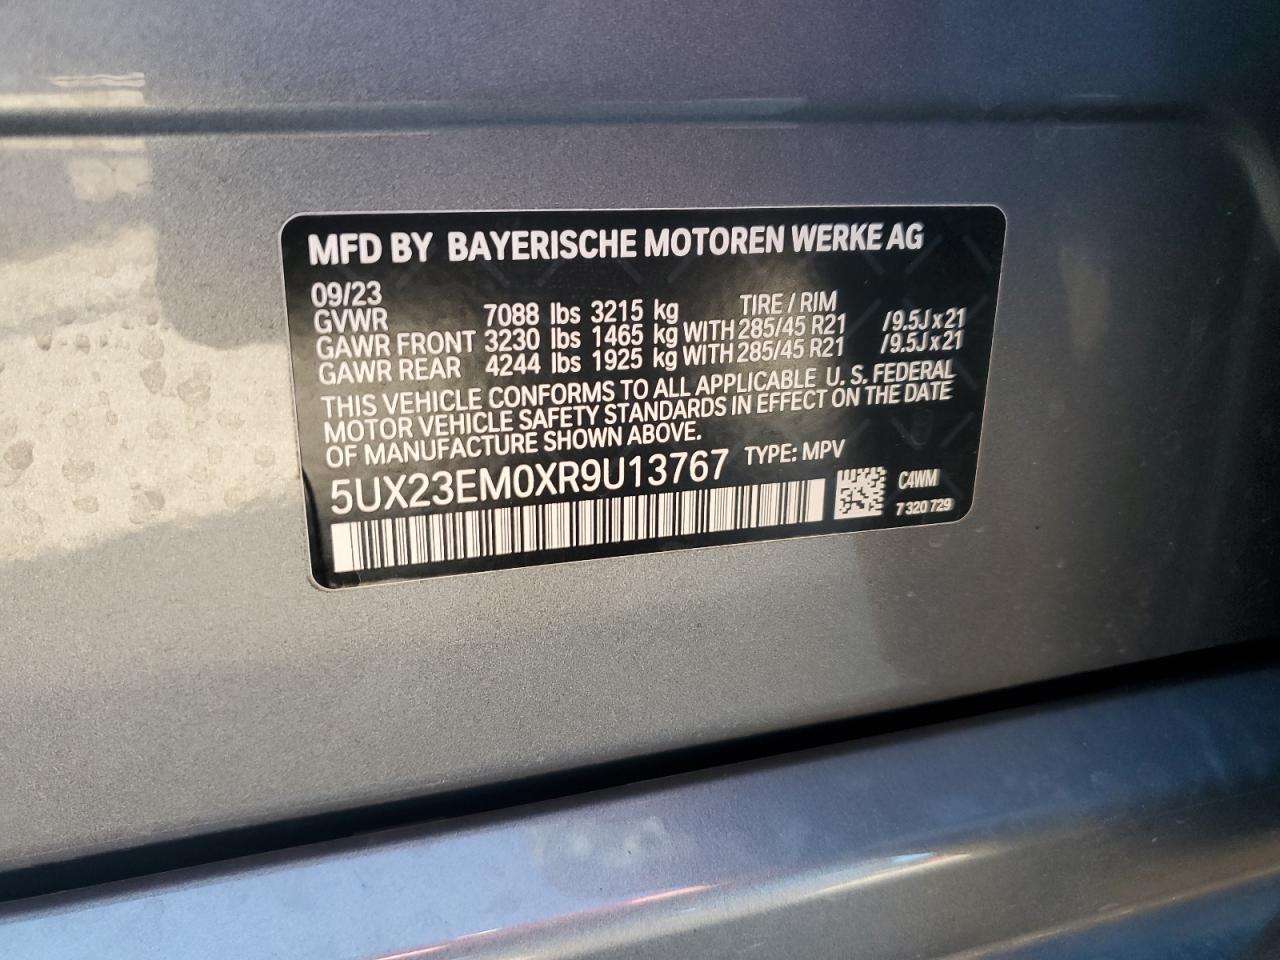 MFD BY BAYERISCHE MOTOREN WERKE AG
09/23
GVWR 7088 lbs 3215 kg TIRE / RIM
GAWR FRONT 3230 lbs 1465 kg WITH 285/45 R21 /9.5J x 21
GAWR REAR 4244 lbs 1925 kg WITH 285/45 R21 /9.5J x 21
THIS VEHICLE CONFORMS TO ALL APPLICABLE U. S. FEDERAL
MOTOR VEHICLE SAFETY STANDARDS IN EFFECT ON THE DATE
OF MANUFACTURE SHOWN ABOVE.
5UX23EM0XR9U13767 TYPE: MPV
C4WM
7 320 729